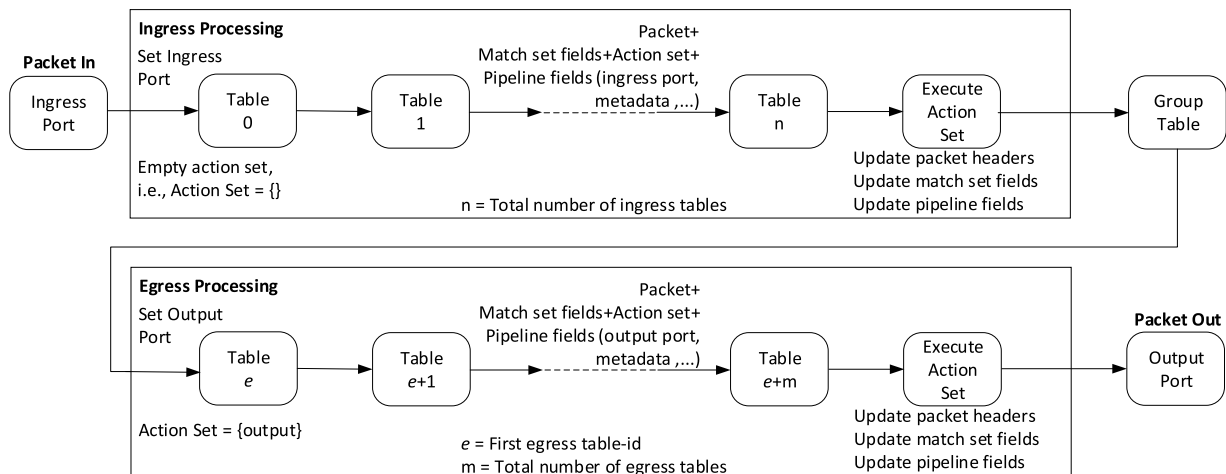 Ingress Processing
Packet In
Set Ingress
Port
Ingress
Port
Table
0
Table
1
Packet+
Match set fields+Action set+
Pipeline fields (ingress port,
metadata ,...)
Table
n
Execute
Action
Set
Group
Table
Empty action set,
i.e., Action Set = {}
n = Total number of ingress tables
Update packet headers
Update match set fields
Update pipeline fields
Egress Processing
Set Output
Port
Table
e
Table
e+1
Packet+
Match set fields+Action set+
Pipeline fields (output port,
metadata ,...)
Table
e+m
Execute
Action
Set
Packet Out
Output
Port
Action Set = {output}
e = First egress table-id
m = Total number of egress tables
Update packet headers
Update match set fields
Update pipeline fields